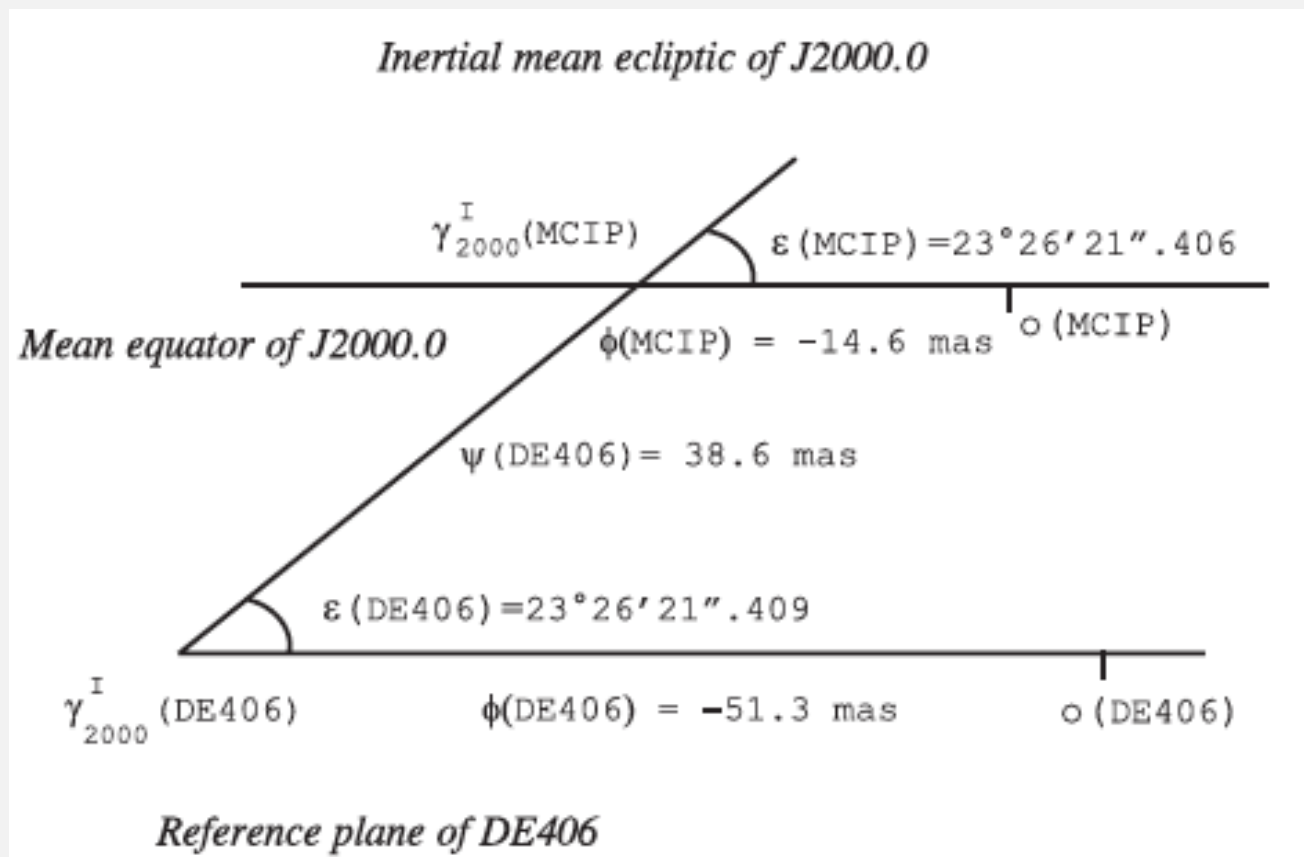 Inertial mean ecliptic of J2000.0
γ^I_2000(MCIP)
ε(MCIP)=23°26′21″.406
Mean equator of J2000.0
ϕ(MCIP) = -14.6 mas
o(MCIP)
ψ(DE406)= 38.6 mas
ε(DE406)=23°26′21″.409
γ^I_2000 (DE406)
ϕ(DE406) = -51.3 mas
o(DE406)
Reference plane of DE406